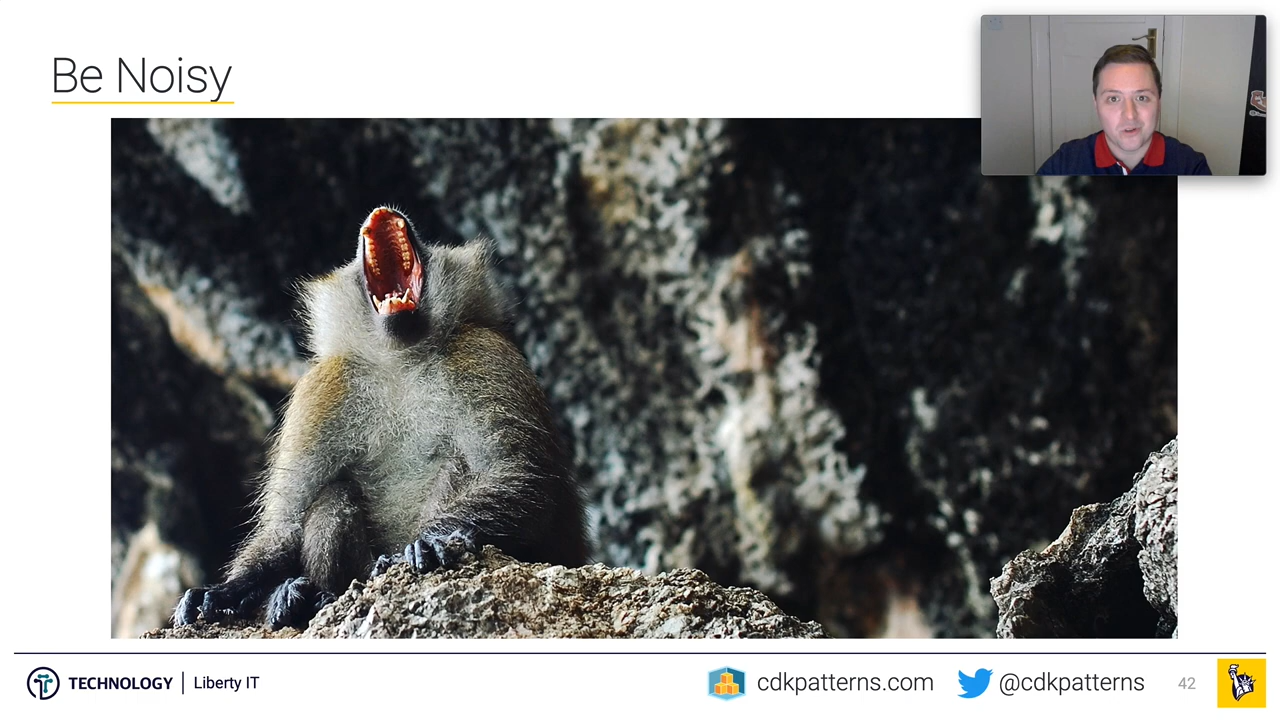 Be Noisy
TECHNOLOGY | Liberty IT
cdkpatterns.com
@cdkpatterns
42